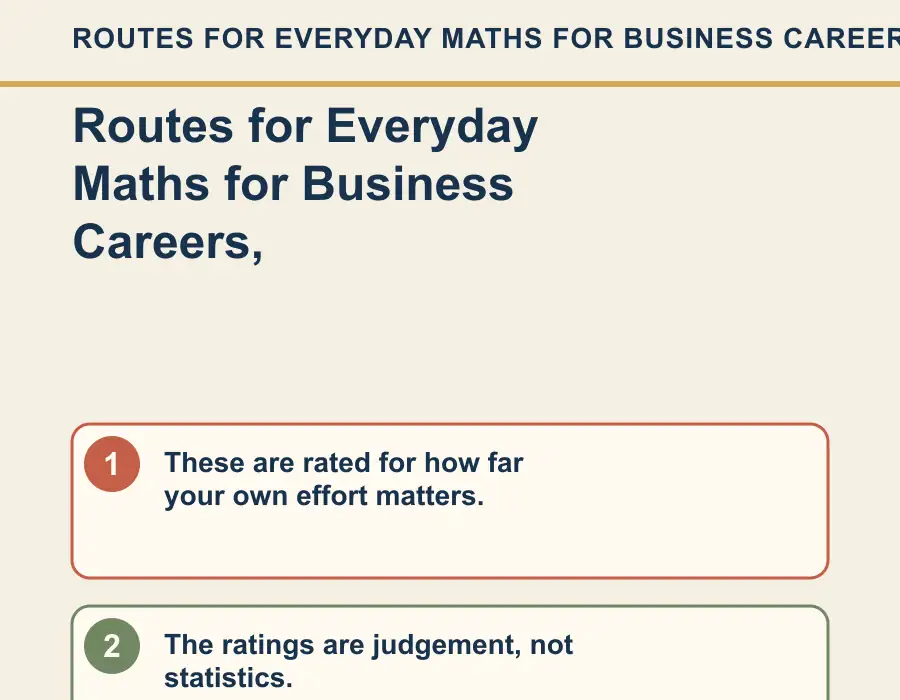 ROUTES FOR EVERYDAY MATHS FOR BUSINESS CAREER
Routes for Everyday
Maths for Business
Careers,
1
These are rated for how far
your own effort matters.
2
The ratings are judgement, not
statistics.